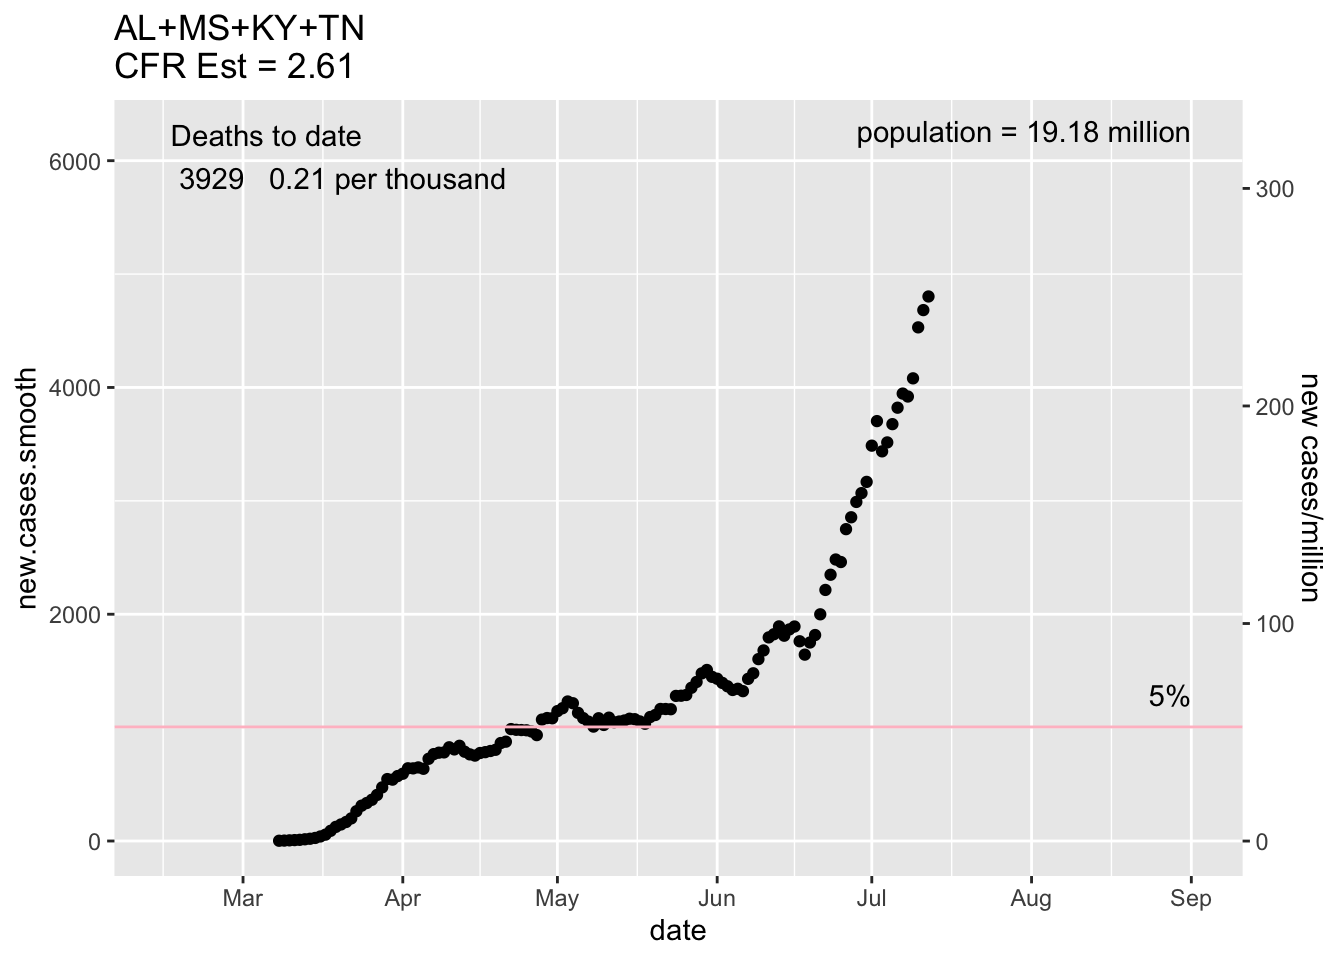 AL+MS+KY+TN
CFR Est = 2.61
Deaths to date
3929 0.21 per thousand
population = 19.18 million
6000
4000
2000
0
new.cases.smooth
300
200
100
0
new cases/million
5%
Mar Apr May Jun Jul Aug Sep
date